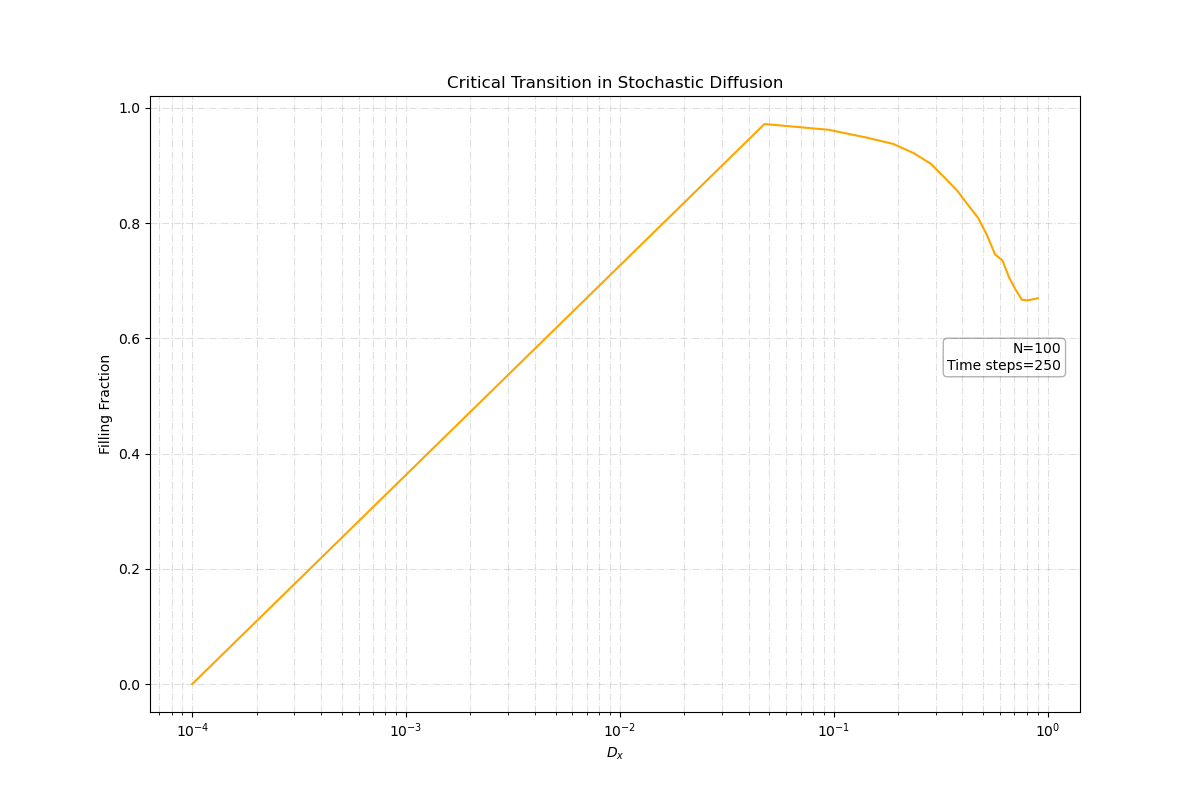 Critical Transition in Stochastic Diffusion
1.0
0.8
0.6
0.4
0.2
0.0
Filling Fraction
N=100
Time steps=250
10⁻⁴
10⁻³
10⁻²
10⁻¹
10⁰
Dₓ